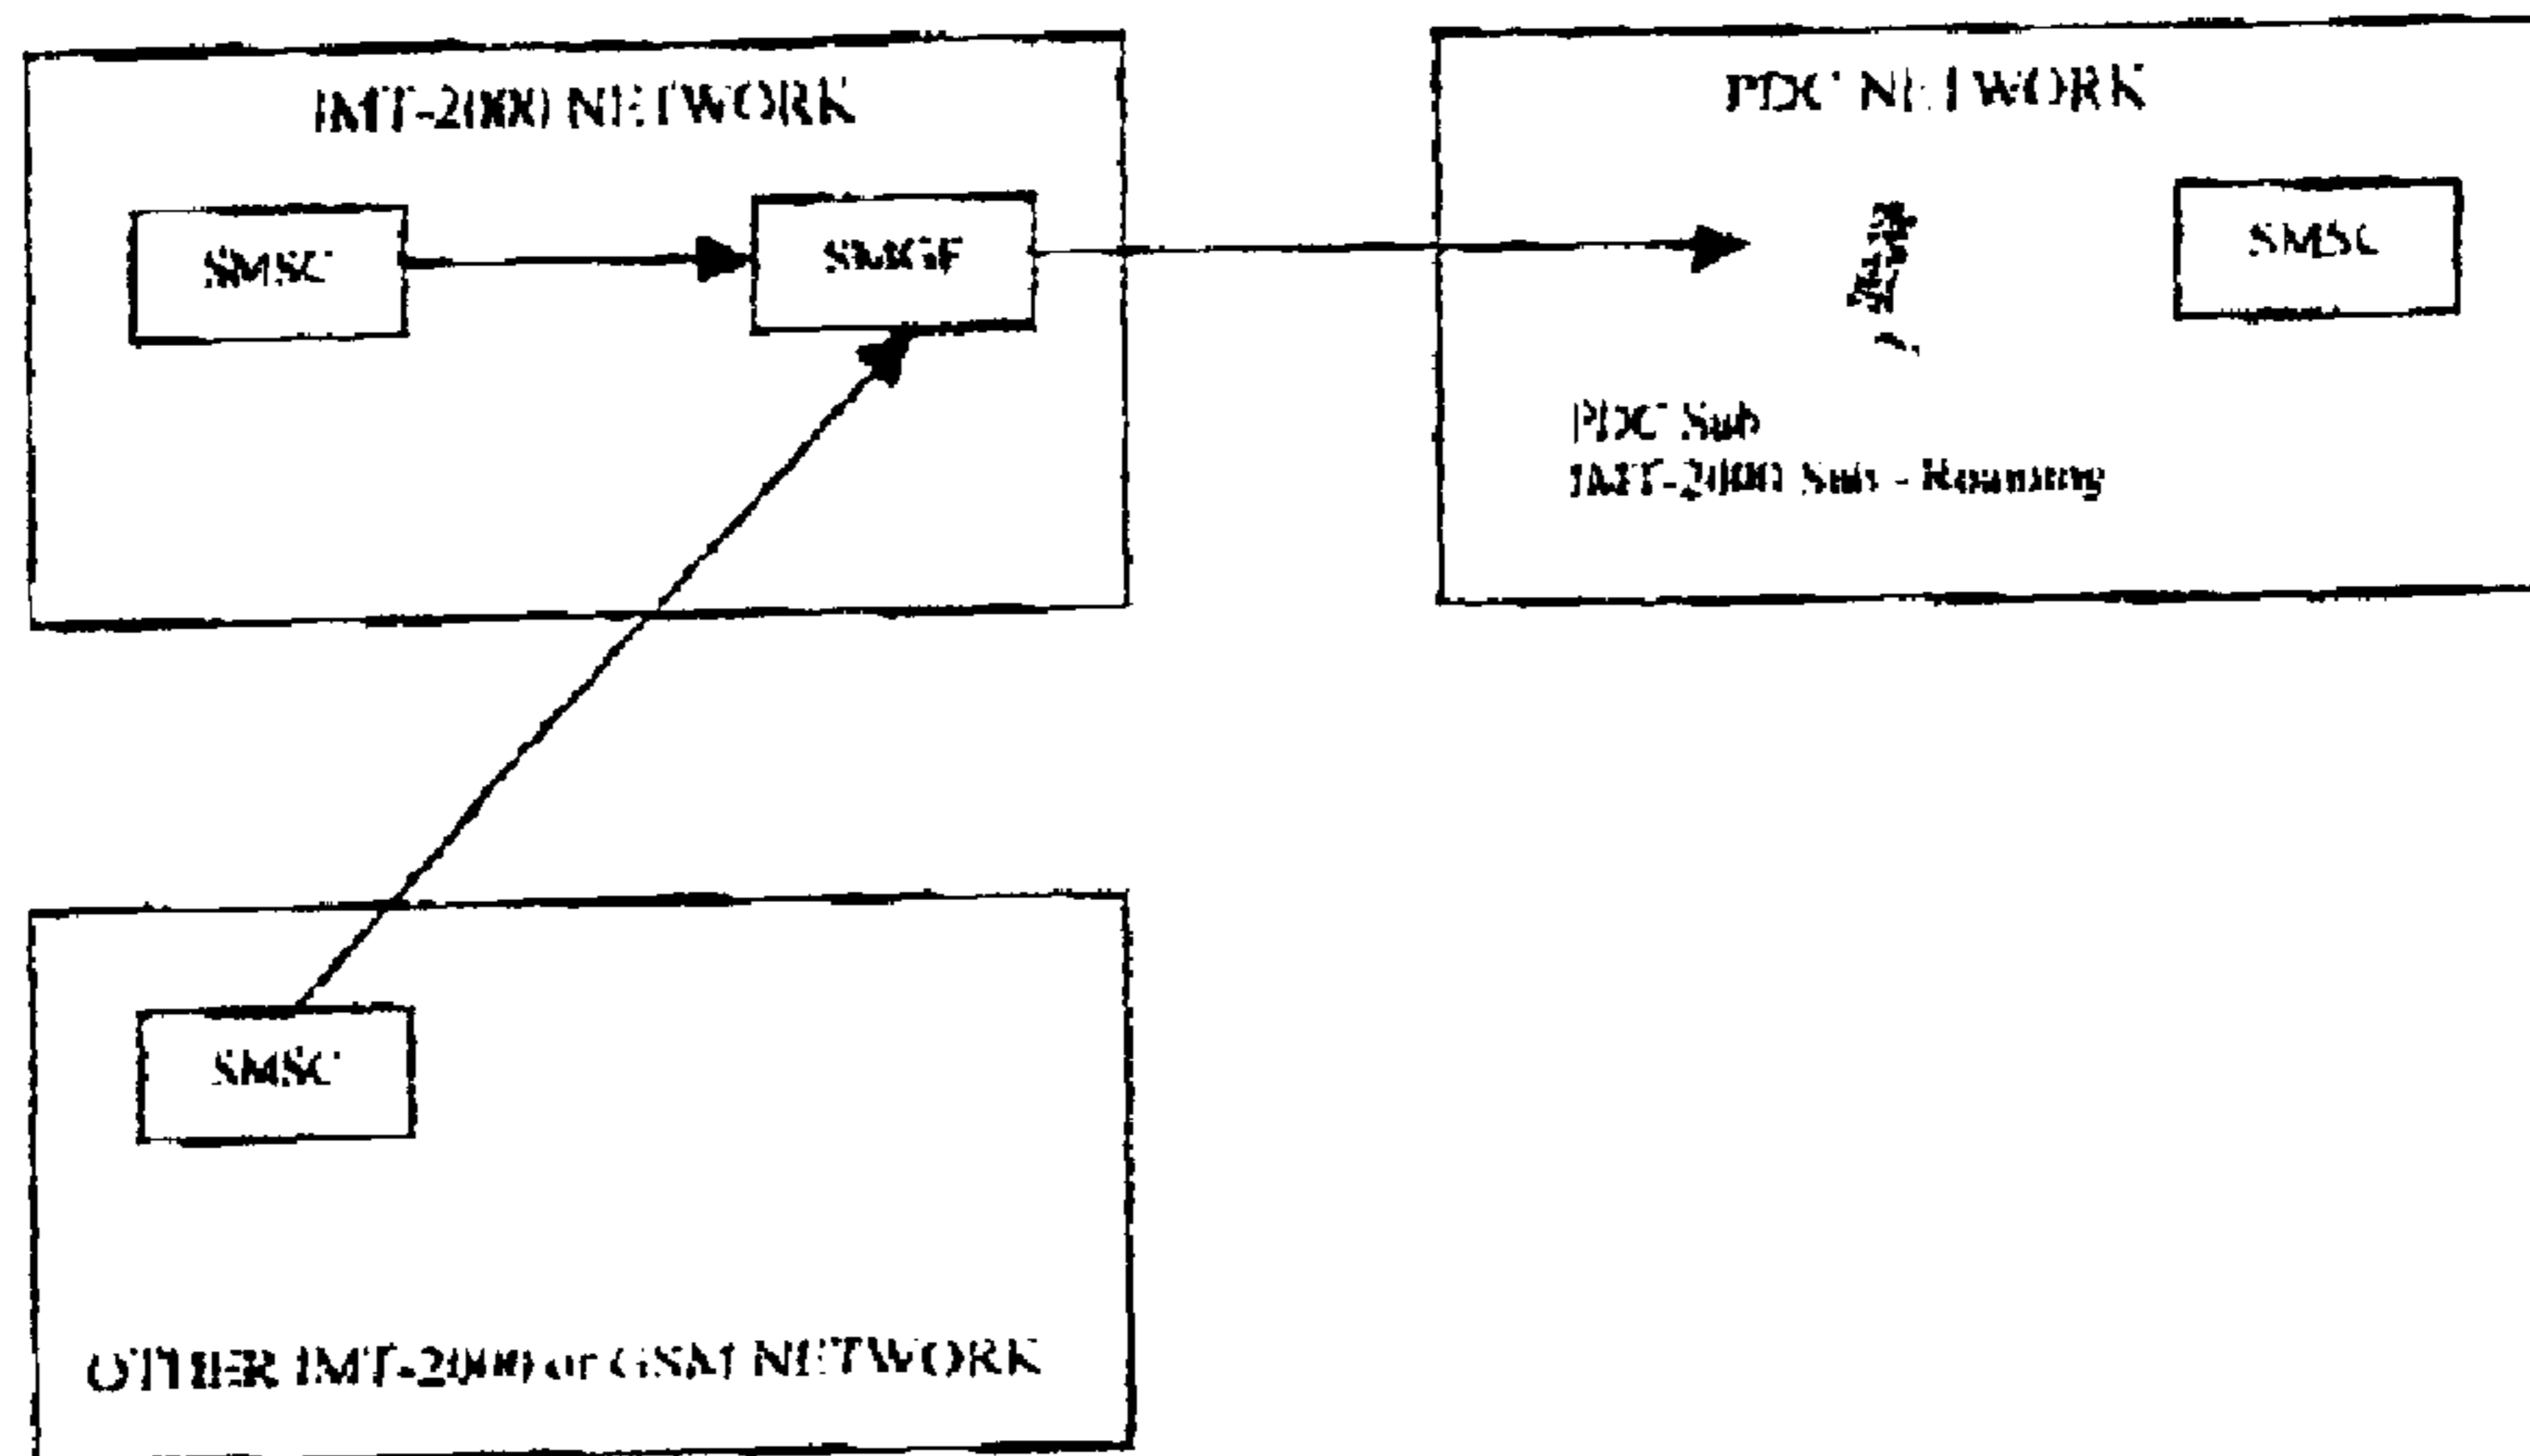 IMT-2000 NETWORK
SMSC
SMGF
PDC NETWORK
SMSC
PDC Sub
IMT-2000 Sub - Roaming
SMSC
OTHER IMT-2000 or GSM NETWORK